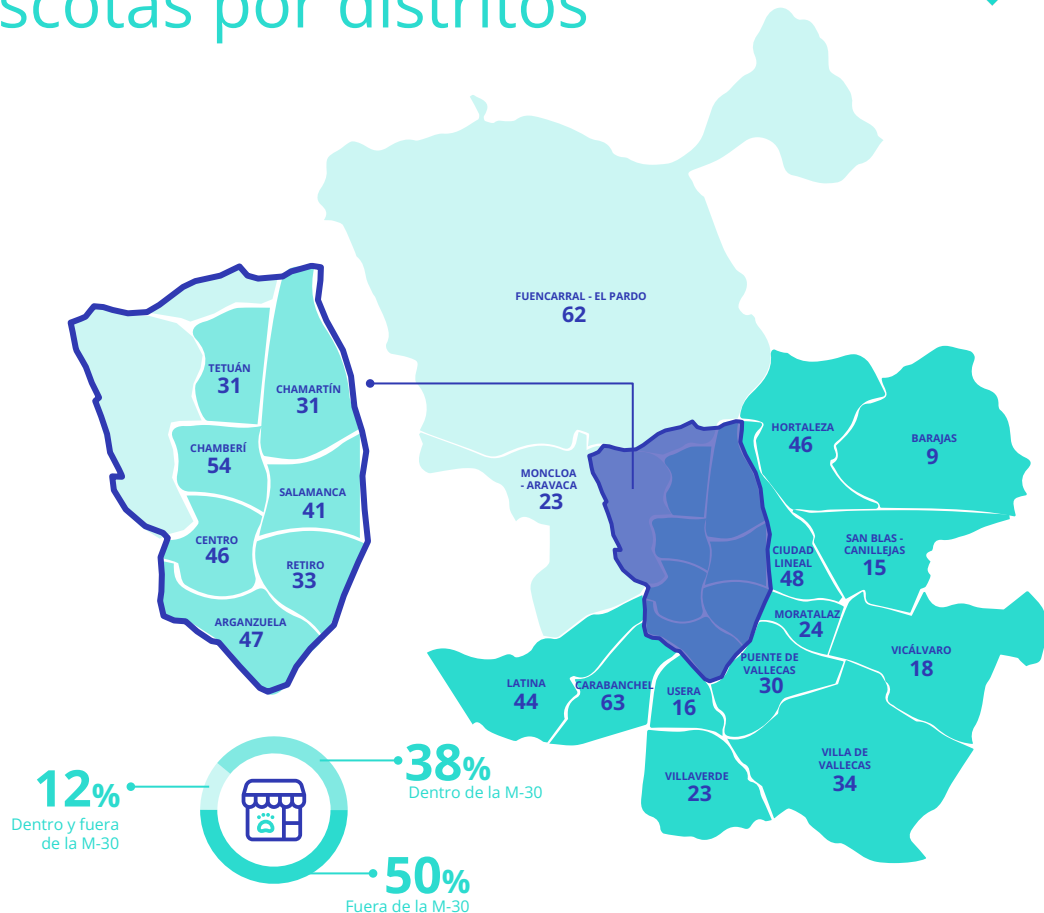 scotas por distritos
FUENCARRAL - EL PARDO
62
TETUÁN
31
CHAMARTÍN
31
CHAMBERÍ
54
SALAMANCA
41
CENTRO
46
RETIRO
33
ARGANZUELA
47
MONCLOA
- ARAVACA
23
HORTALEZA
46
BARAJAS
9
CIUDAD
LINEAL
48
SAN BLAS -
CANILLEJAS
15
MORATALAZ
24
VICÁLVARO
18
PUENTE DE
VALLECAS
30
LATINA
44
CARABANCHEL
63
USERA
16
VILLA DE
VALLECAS
34
VILLAVERDE
23
12%
Dentro y fuera
de la M-30
38%
Dentro de la M-30
50%
Fuera de la M-30